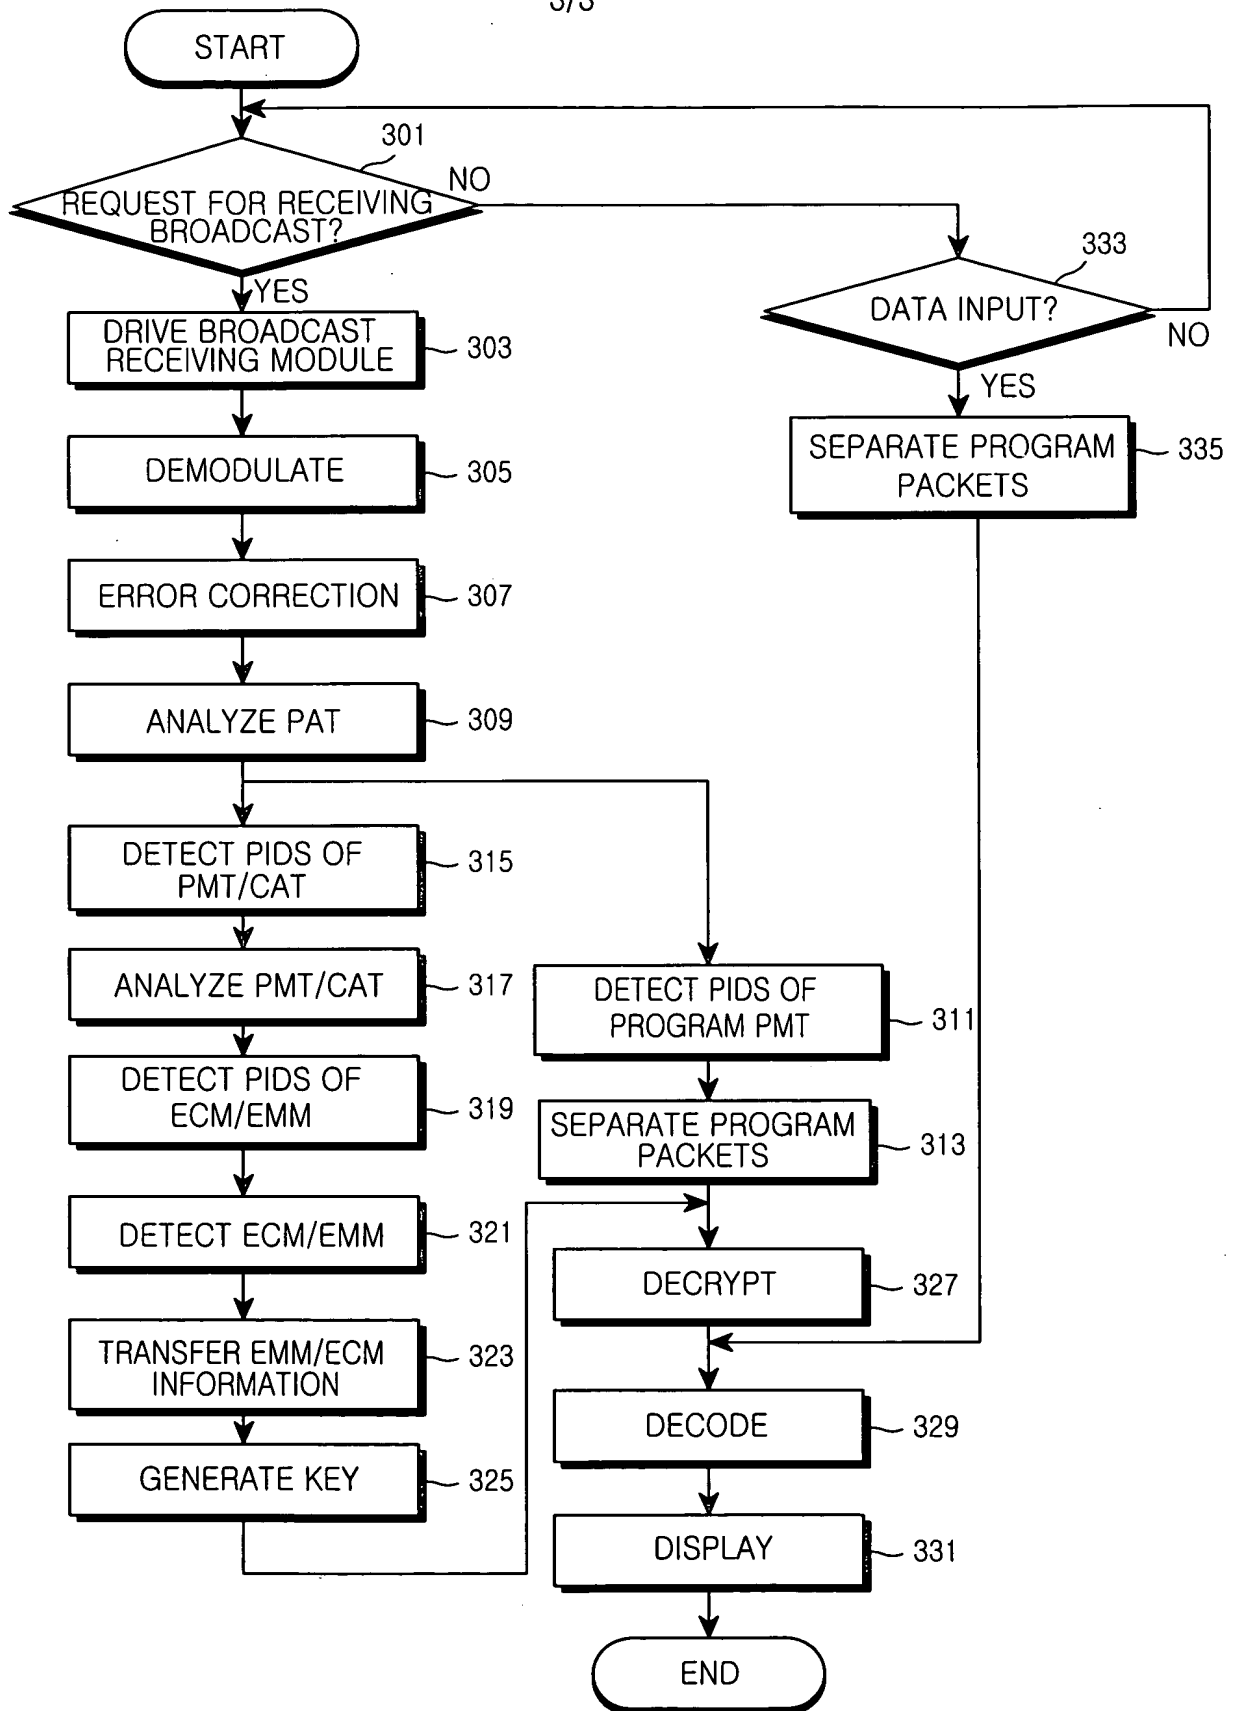 3/3
START
301
REQUEST FOR RECEIVING
BROADCAST?
NO
YES
333
DATA INPUT?
NO
YES
DRIVE BROADCAST
RECEIVING MODULE
303
SEPARATE PROGRAM
PACKETS
335
DEMODULATE
305
ERROR CORRECTION
307
ANALYZE PAT
309
DETECT PIDS OF
PMT/CAT
315
ANALYZE PMT/CAT
317
DETECT PIDS OF
PROGRAM PMT
311
DETECT PIDS OF
ECM/EMM
319
SEPARATE PROGRAM
PACKETS
313
DETECT ECM/EMM
321
DECRYPT
327
TRANSFER EMM/ECM
INFORMATION
323
DECODE
329
GENERATE KEY
325
DISPLAY
331
END